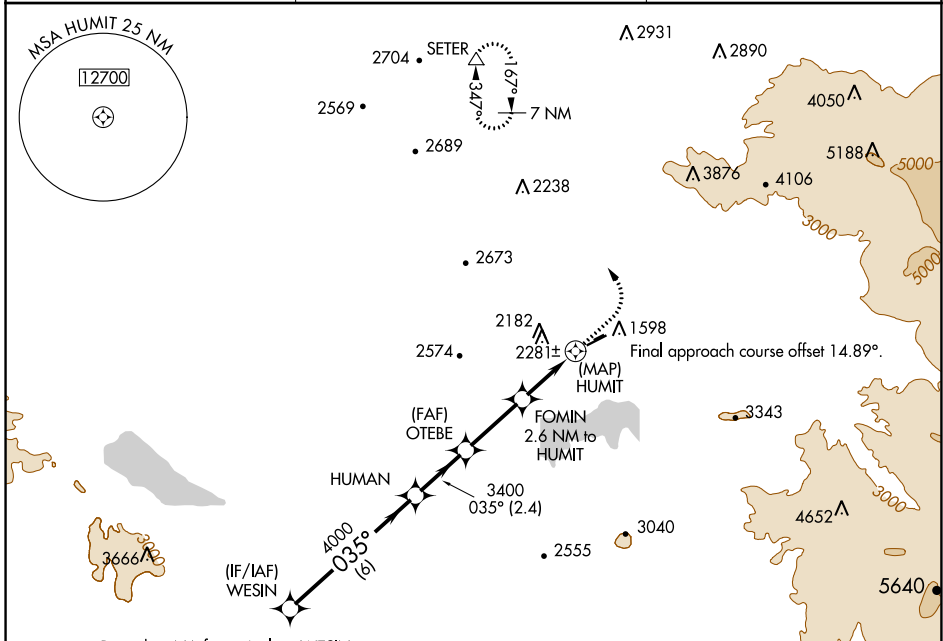 MSA HUMIT 25 NM
12700
2931
2890
2704
SETER
347°
167°
7 NM
4050
2569
2689
5188
5000
3876
4106
2238
3000
2673
5000
2182
1598
2281±
2574
Final approach course offset 14.89°.
(MAP)
HUMIT
(FAF)
OTEBE
FOMIN
2.6 NM to
HUMIT
3343
HUMAN
3400
035° (2.4)
3000
4652
4000
035°
(6)
3040
2555
3000
3666
(IF/IAF)
WESIN
5640